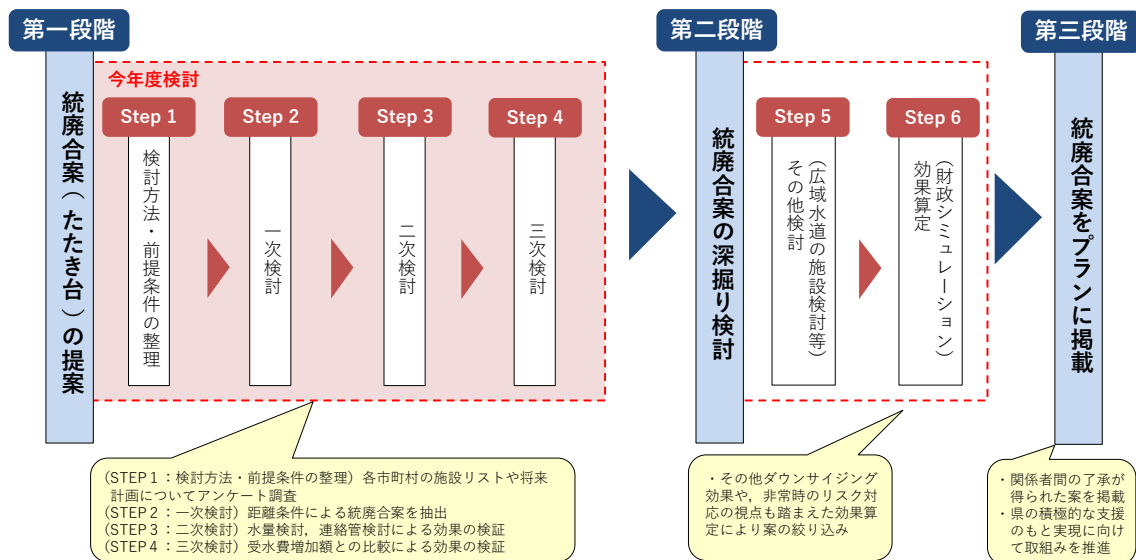 第一段階
統廃合案（たたき台）の提案
今年度検討
Step 1
検討方法・前提条件の整理
Step 2
一次検討
Step 3
二次検討
Step 4
三次検討
(STEP 1 ：検討方法・前提条件の整理) 各市町村の施設リストや将来
計画についてアンケート調査
(STEP 2 ：一次検討) 距離条件による統廃合案を抽出
(STEP 3 ：二次検討) 水量検討，連絡管検討による効果の検証
(STEP 4 ：三次検討) 受水費増加額との比較による効果の検証
第二段階
統廃合案の深掘り検討
Step 5
その他検討
（広域水道の施設検討等）
Step 6
効果算定
（財政シミュレーション）
・その他ダウンサイジング
効果や，非常時のリスク対
応の視点も踏まえた効果算
定により案の絞り込み
第三段階
統廃合案をプランに掲載
・関係者間の了承が
得られた案を掲載
・県の積極的な支援
のもと実現に向け
て取組みを推進